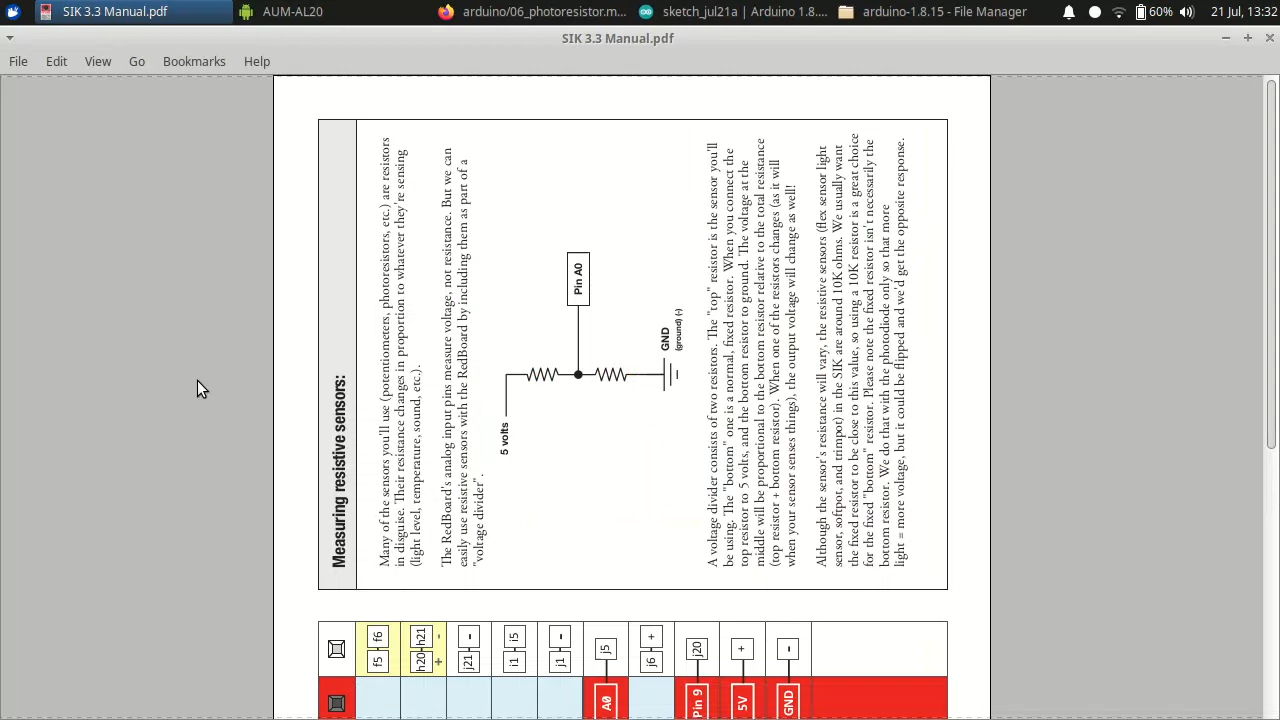 SIK 3.3 Manual.pdf
AUM-AL20
arduino/06_photoresistor.m...
sketch_jul21a | Arduino 1.8....
arduino-1.8.15 - File Manager
60%
21 Jul, 13:32
SIK 3.3 Manual.pdf
File Edit View Go Bookmarks Help
Measuring resistive sensors:
Many of the sensors you'll use (potentiometers, photoresistors, etc.) are resistors
in disguise. Their resistance changes in proportion to whatever they're sensing
(light level, temperature, sound, etc.).
The RedBoard's analog input pins measure voltage, not resistance. But we can
easily use resistive sensors with the RedBoard by including them as part of a
"voltage divider".
5 volts
Pin A0
GND
(ground) (-)
A voltage divider consists of two resistors. The "top" resistor is the sensor you'll
be using. The "bottom" one is a normal, fixed resistor. When you connect the
top resistor to 5 volts, and the bottom resistor to ground. The voltage at the
middle will be proportional to the bottom resistor relative to the total resistance
(top resistor + bottom resistor). When one of the resistors changes (as it will
when your sensor senses things), the output voltage will change as well!
Although the sensor's resistance will vary, the resistive sensors (flex sensor light
sensor, softpot, and trimpot) in the SIK are around 10K ohms. We usually want
the fixed resistor to be close to this value, so using a 10K resistor is a great choice
for the fixed "bottom" resistor. Please note the fixed resistor isn't necessarily the
bottom resistor. We do that with the photodiode only so that more
light = more voltage, but it could be flipped and we'd get the opposite response.
f5 f6
h20 h21
+ -
j21 -
i1 i5
j1 -
A0 j5
j6 +
Pin 9 j20
5V +
GND -